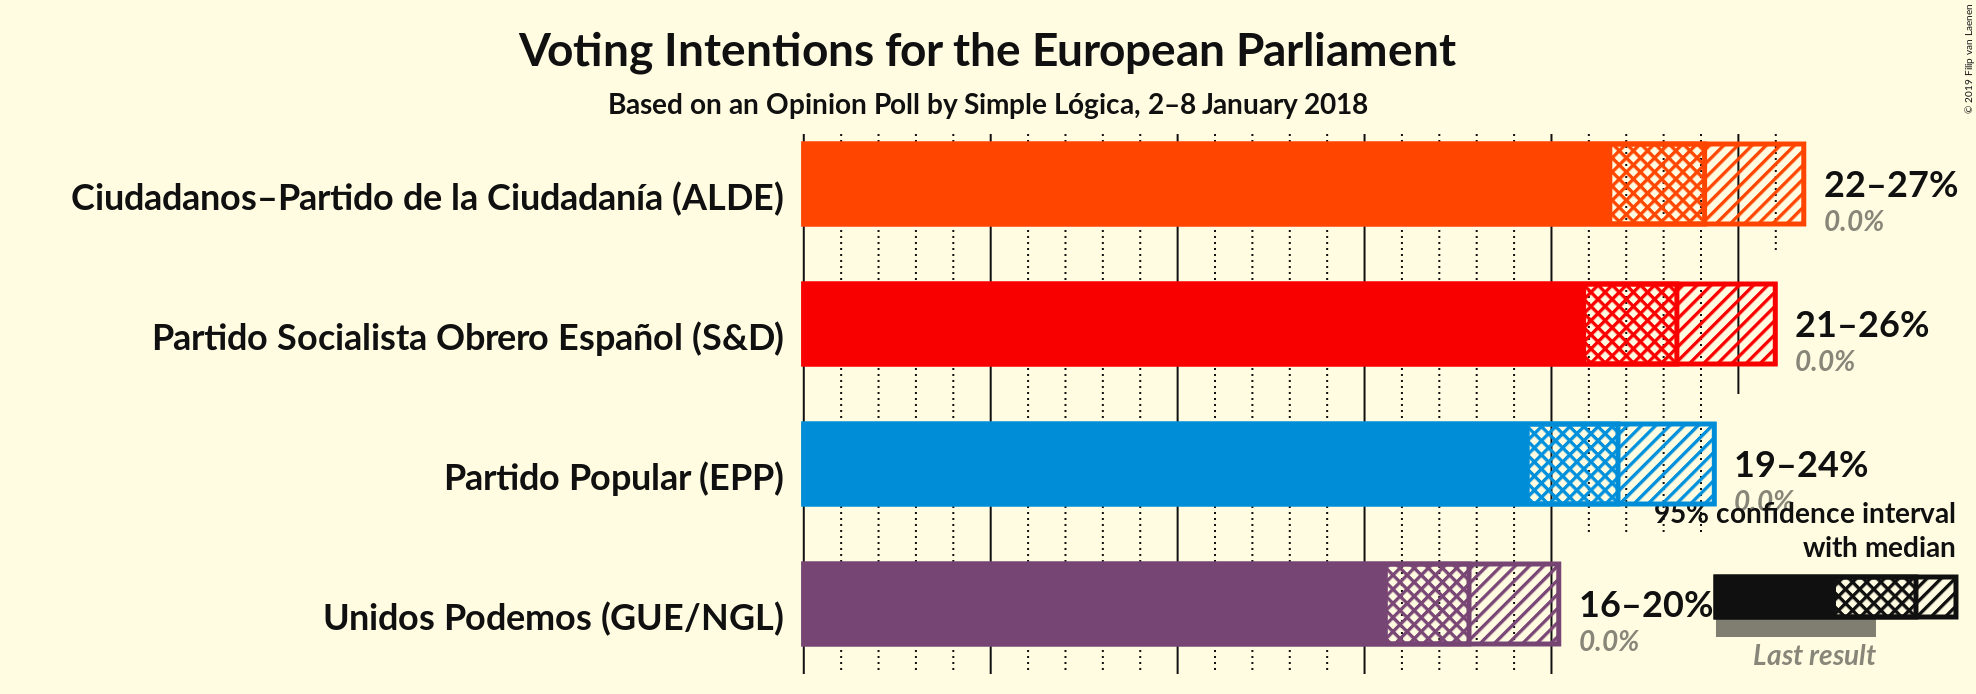 Voting Intentions for the European Parliament
Based on an Opinion Poll by Simple Lógica, 2–8 January 2018
© 2019 Filip van Laenen
Ciudadanos–Partido de la Ciudadanía (ALDE)
22–27%
0.0%
Partido Socialista Obrero Español (S&D)
21–26%
0.0%
Partido Popular (EPP)
19–24%
0.0%
95% confidence interval
with median
Unidos Podemos (GUE/NGL)
16–20%
0.0%
Last result